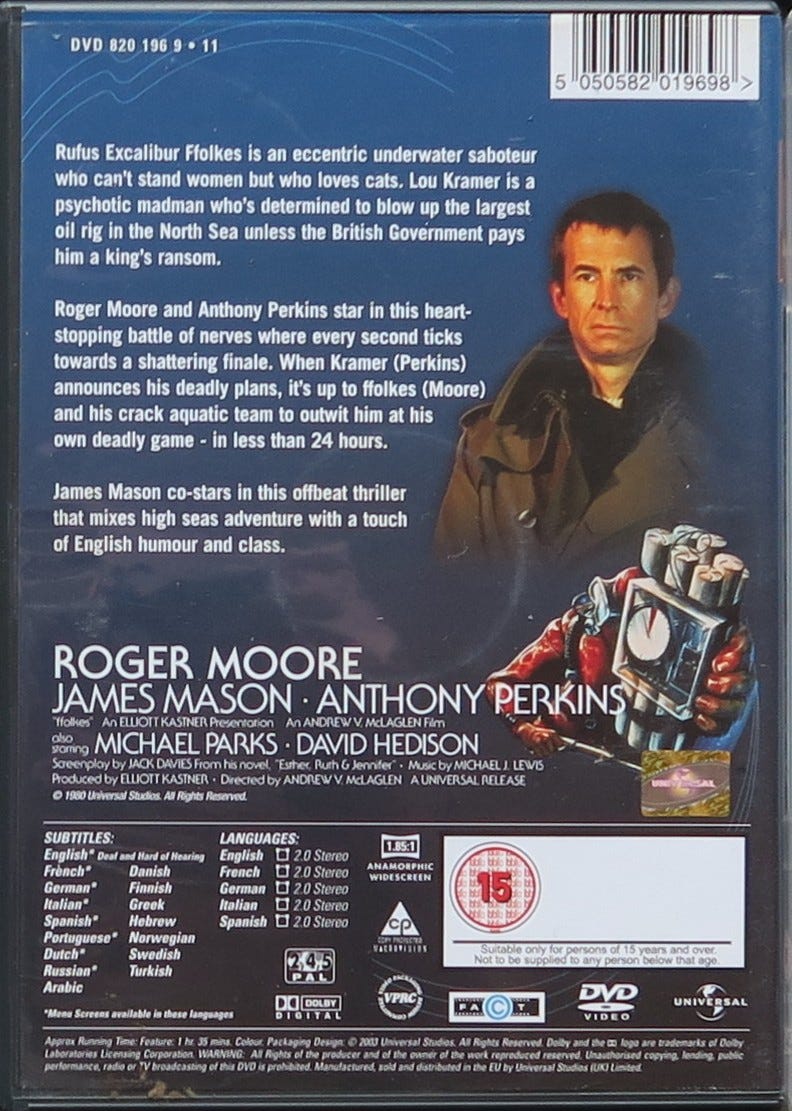 DVD 820 196 9 • 11
5 050582 019698 >
Rufus Excalibur Ffolkes is an eccentric underwater saboteur
who can't stand women but who loves cats. Lou Kramer is a
psychotic madman who's determined to blow up the largest
oil rig in the North Sea unless the British Government pays
him a king's ransom.
Roger Moore and Anthony Perkins star in this heart-
stopping battle of nerves where every second ticks
towards a shattering finale. When Kramer (Perkins)
announces his deadly plans, it's up to ffolkes (Moore)
and his crack aquatic team to outwit him at his
own deadly game - in less than 24 hours.
James Mason co-stars in this offbeat thriller
that mixes high seas adventure with a touch
of English humour and class.
ROGER MOORE
JAMES MASON · ANTHONY PERKINS
"ffolkes" An ELLIOTT KASTNER Presentation An ANDREW V. McLAGLEN Film
also starring MICHAEL PARKS · DAVID HEDISON
Screenplay by JACK DAVIES From his novel, "Esther, Ruth & Jennifer" · Music by MICHAEL J. LEWIS
Produced by ELLIOTT KASTNER · Directed by ANDREW V. McLAGLEN A UNIVERSAL RELEASE
© 1980 Universal Studios. All Rights Reserved.
UNIVERSAL
SUBTITLES:
English* Deaf and Hard of Hearing
French* Danish
German* Finnish
Italian* Greek
Spanish* Hebrew
Portuguese* Norwegian
Dutch* Swedish
Russian* Turkish
Arabic
*Menu Screens available in these languages
LANGUAGES:
English 2.0 Stereo
French 2.0 Stereo
German 2.0 Stereo
Italian 2.0 Stereo
Spanish 2.0 Stereo
2,4,5
PAL
DOLBY
DIGITAL
1.85:1
ANAMORPHIC
WIDESCREEN
CP
COPY PROTECTED
MACROVISION
VPRC
15
Suitable only for persons of 15 years and over.
Not to be supplied to any person below that age.
FACT
DVD
VIDEO
UNIVERSAL
Approx Running Time: Feature: 1 hr. 35 mins. Colour. Packaging Design: © 2003 Universal Studios. All Rights Reserved. Dolby and the DD logo are trademarks of Dolby
Laboratories Licensing Corporation. WARNING: All Rights of the producer and of the owner of the work reproduced reserved. Unauthorised copying, lending, public
performance, radio or TV broadcasting of this DVD is prohibited. Manufactured, sold and distributed in the EU by Universal Studios (UK) Limited.